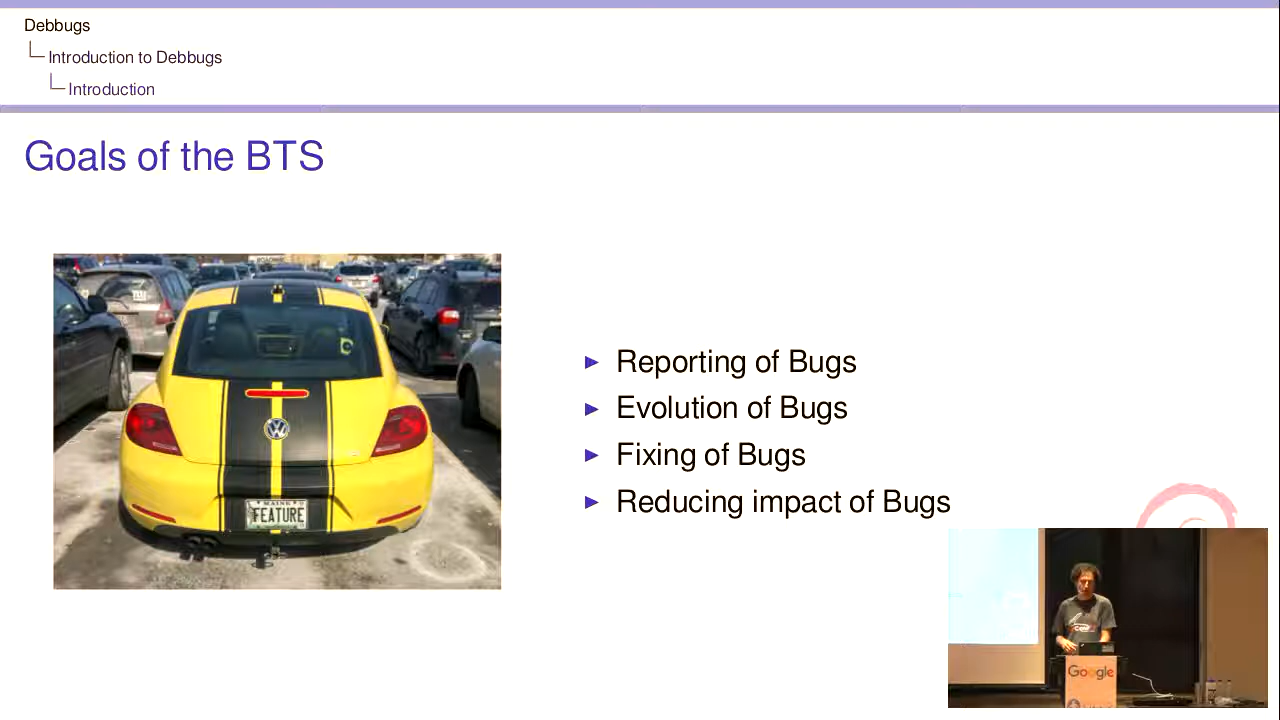 Debbugs
Introduction to Debbugs
Introduction
Goals of the BTS
MAINE
FEATURE
Reporting of Bugs
Evolution of Bugs
Fixing of Bugs
Reducing impact of Bugs
Google